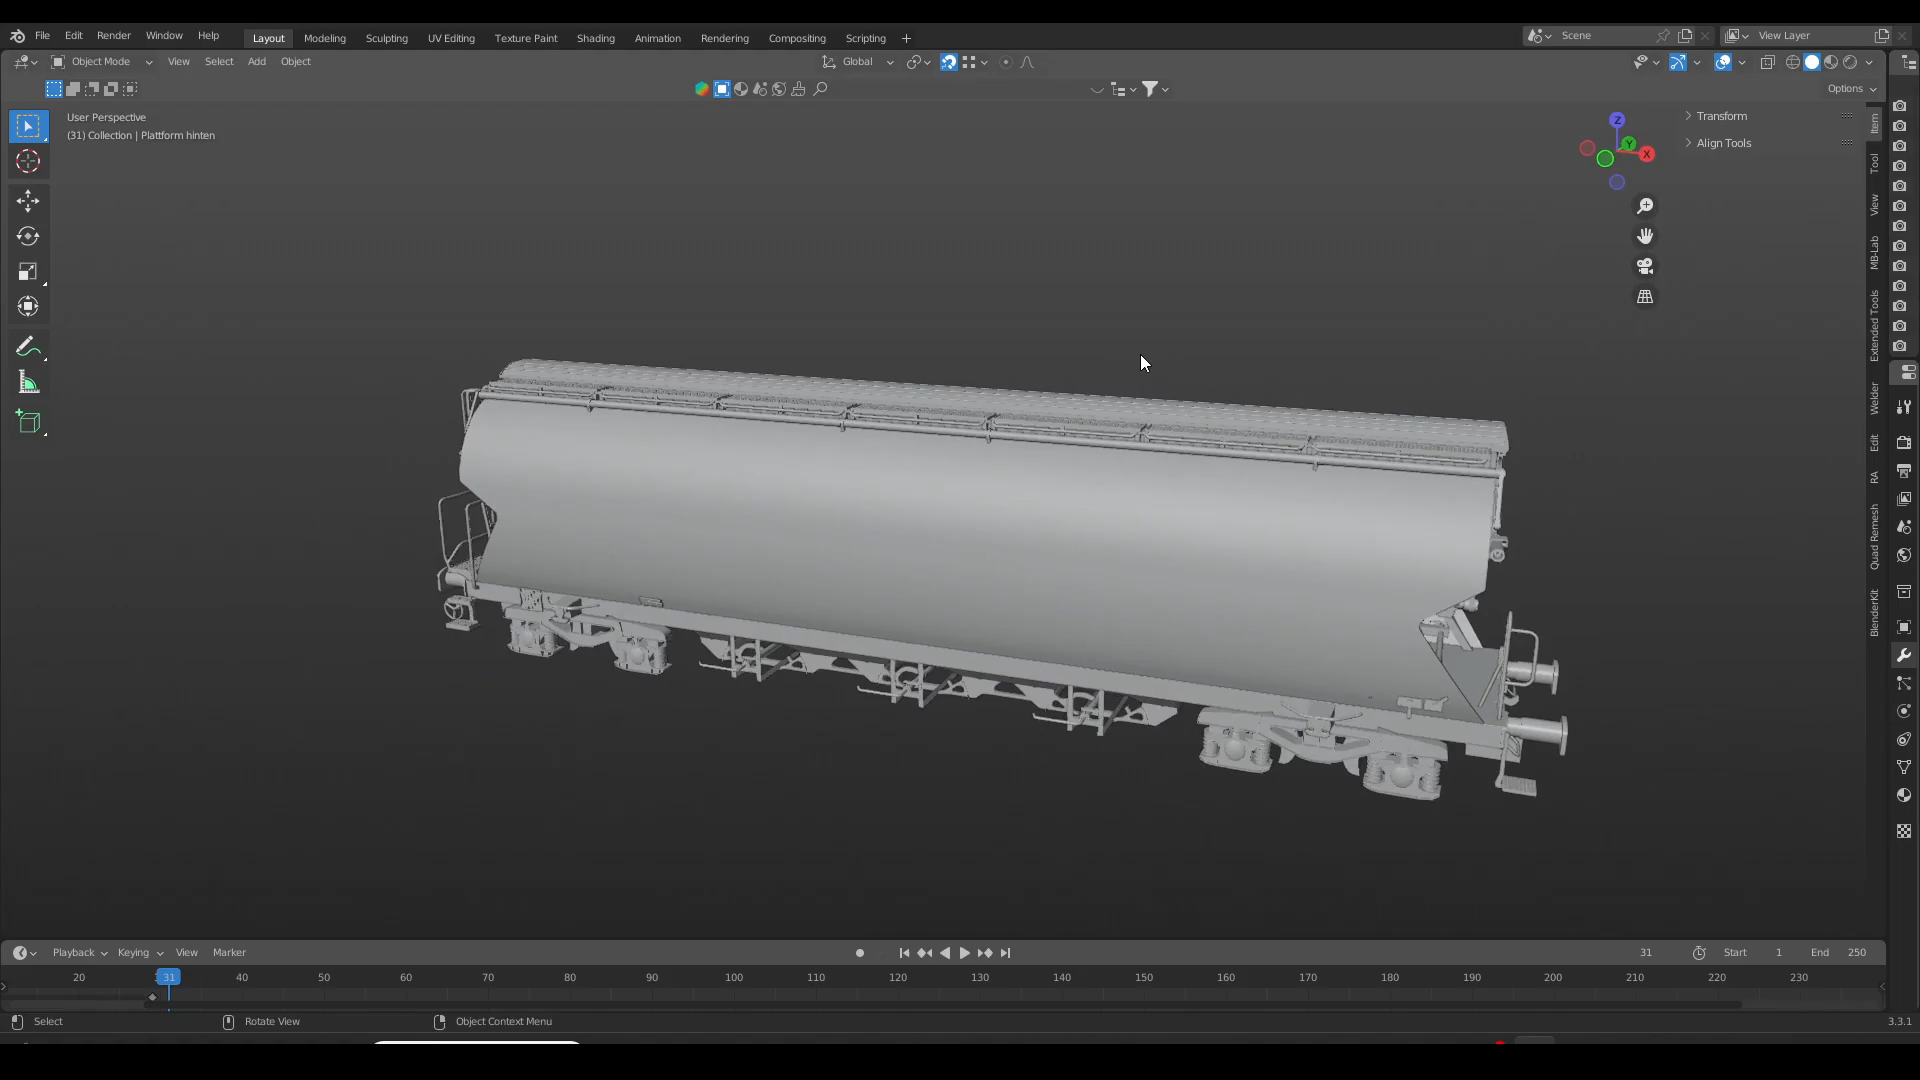 File Edit Render Window Help Layout Modeling Sculpting UV Editing Texture Paint Shading Animation Rendering Compositing Scripting + Scene View Layer
Object Mode View Select Add Object Global
Options
User Perspective
(31) Collection | Plattform hinten
Z
Y
X
Transform
Align Tools
Item
Tool
View
MB-Lab
Extended Tools
Welder
Edit
RA
Quad Remesh
BlenderKit
Playback Keying View Marker 31 Start 1 End 250
20 31 40 50 60 70 80 90 100 110 120 130 140 150 160 170 180 190 200 210 220 230
Select Rotate View Object Context Menu 3.3.1